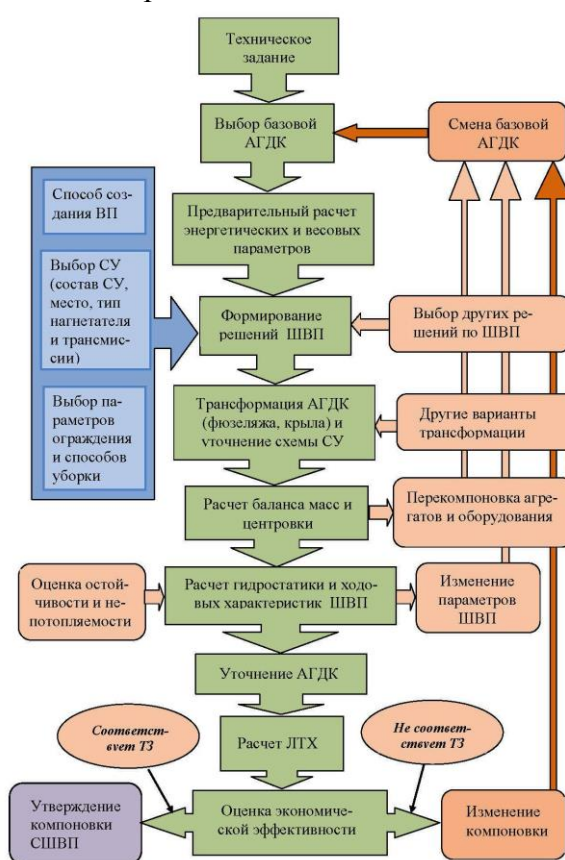 Техническое
задание
Выбор базовой
АГДК
Смена базовой
АГДК
Способ со-
здания ВП
Выбор СУ
(состав СУ,
место, тип
нагнетателя
и трансмис-
сии)
Выбор па-
раметров
ограждения
и способов
уборки
Предварительный расчет
энергетических и весовых
параметров
Формирование
решений ШВП
Выбор других ре-
шений по ШВП
Трансформация АГДК
(фюзеляжа, крыла) и
уточнение схемы СУ
Другие варианты
трансформации
Расчет баланса масс и
центровки
Перекомпоновка агре-
гатов и оборудования
Оценка остой-
чивости и не-
потопляемости
Расчет гидростатики и ходо-
вых характеристик ШВП
Изменение
параметров
ШВП
Уточнение АГДК
Соответст-
вует ТЗ
Расчет ЛТХ
Не соответ-
ствует ТЗ
Утверждение
компоновки
СШВП
Оценка экономиче-
ской эффективности
Изменение
компоновки